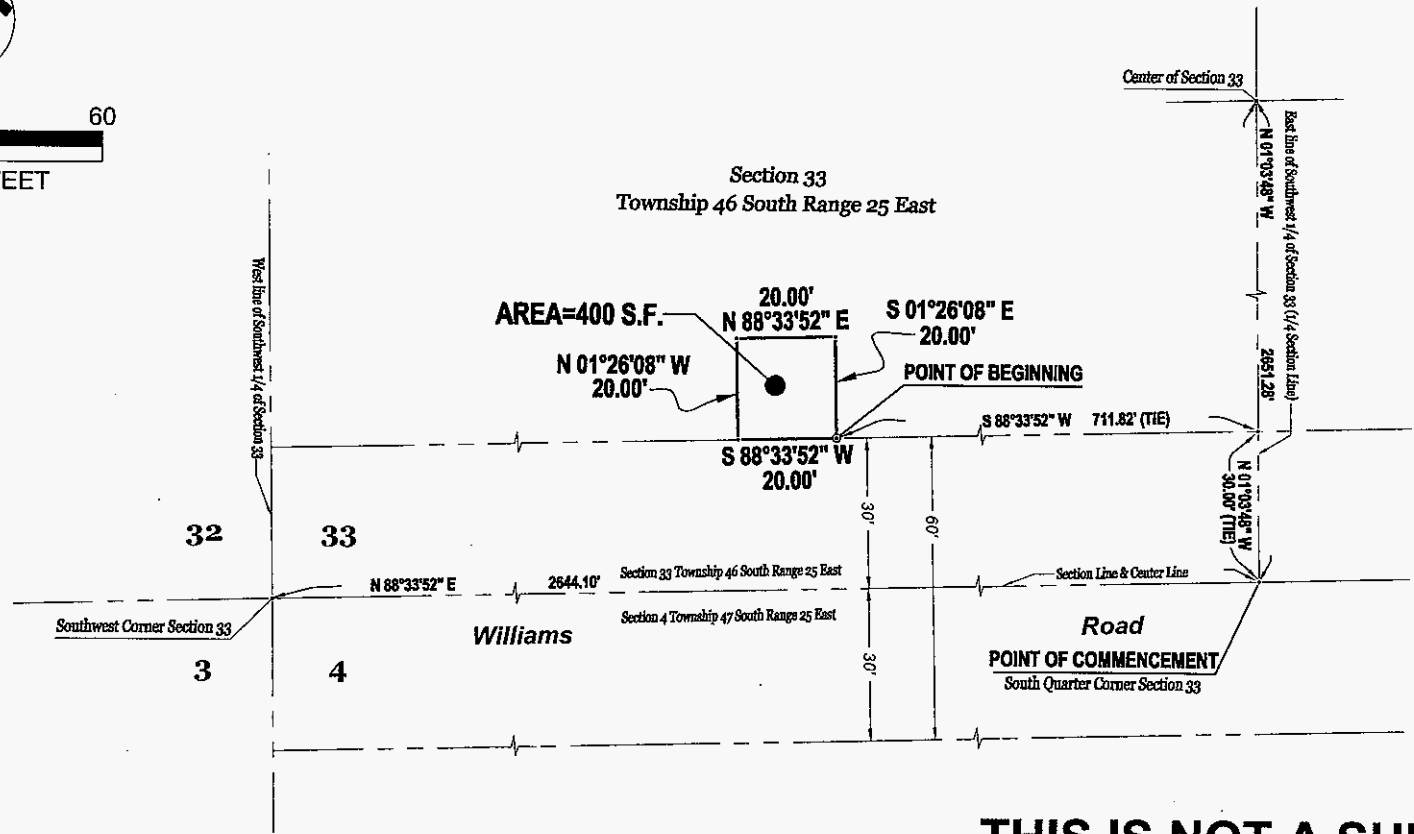 Center of Section 33
60
N 01°03'48" W
East line of Southwest 1/4 of Section 33 (1/4 Section Line)
Section 33
Township 46 South Range 25 East
West line of Southwest 1/4 of Section 33
20.00'
AREA=400 S.F.
N 88°33'52" E
S 01°26'08" E
20.00'
N 01°26'08" W
20.00'
POINT OF BEGINNING
2651.28'
S 88°33'52" W 711.82' (TIE)
S 88°33'52" W
20.00'
N 01°03'48" W
30.00' (TIE)
30'
60'
32 33
N 88°33'52" E 2644.10'
Section 33 Township 46 South Range 25 East
Section Line & Center Line
Section 4 Township 47 South Range 25 East
Southwest Corner Section 33
Williams Road
3 4
30'
POINT OF COMMENCEMENT
South Quarter Corner Section 33
THIS IS NOT A